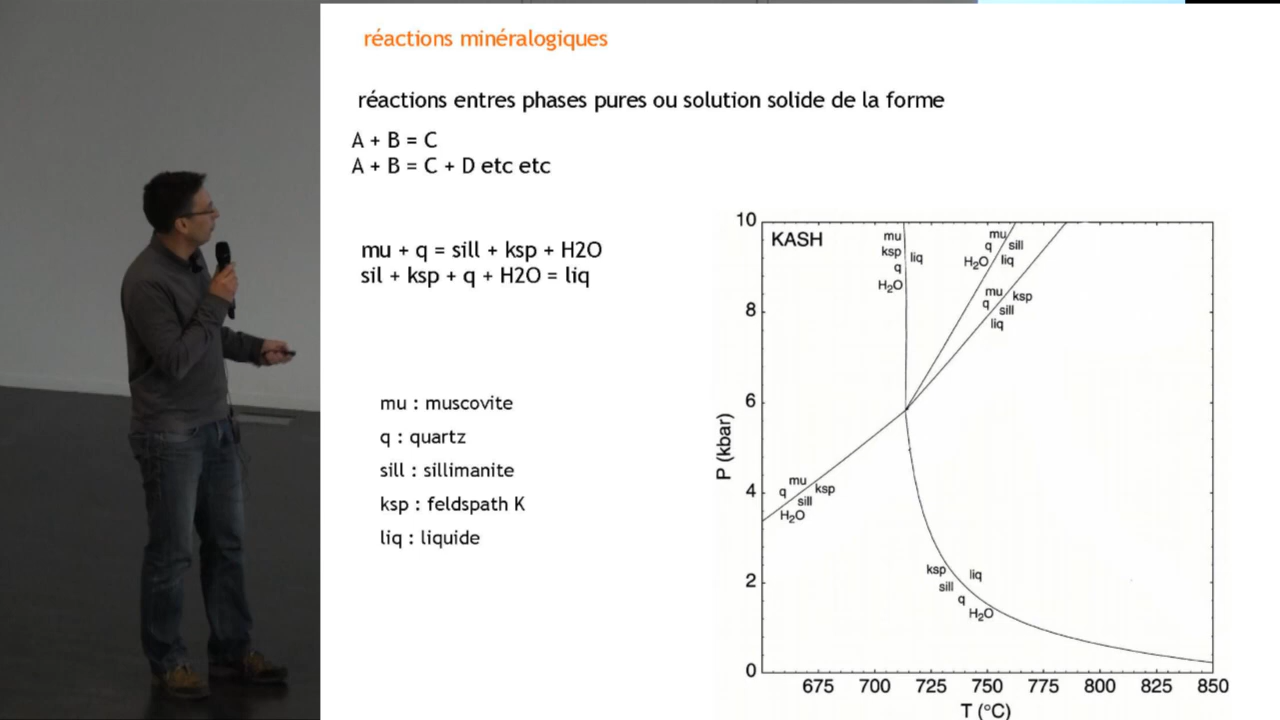 réactions minéralogiques
réactions entres phases pures ou solution solide de la forme
A + B = C
A + B = C + D etc etc
mu + q = sill + ksp + H2O
sil + ksp + q + H2O = liq
mu : muscovite
q : quartz
sill : sillimanite
ksp : feldspath K
liq : liquide
KASH
mu
ksp
q
H₂O
liq
mu
q
H₂O
sill
liq
mu
q
ksp
sill
liq
q
mu
ksp
sill
H₂O
ksp
liq
sill
q
H₂O
P (kbar)
10
8
6
4
2
0
675 700 725 750 775 800 825 850
T (°C)